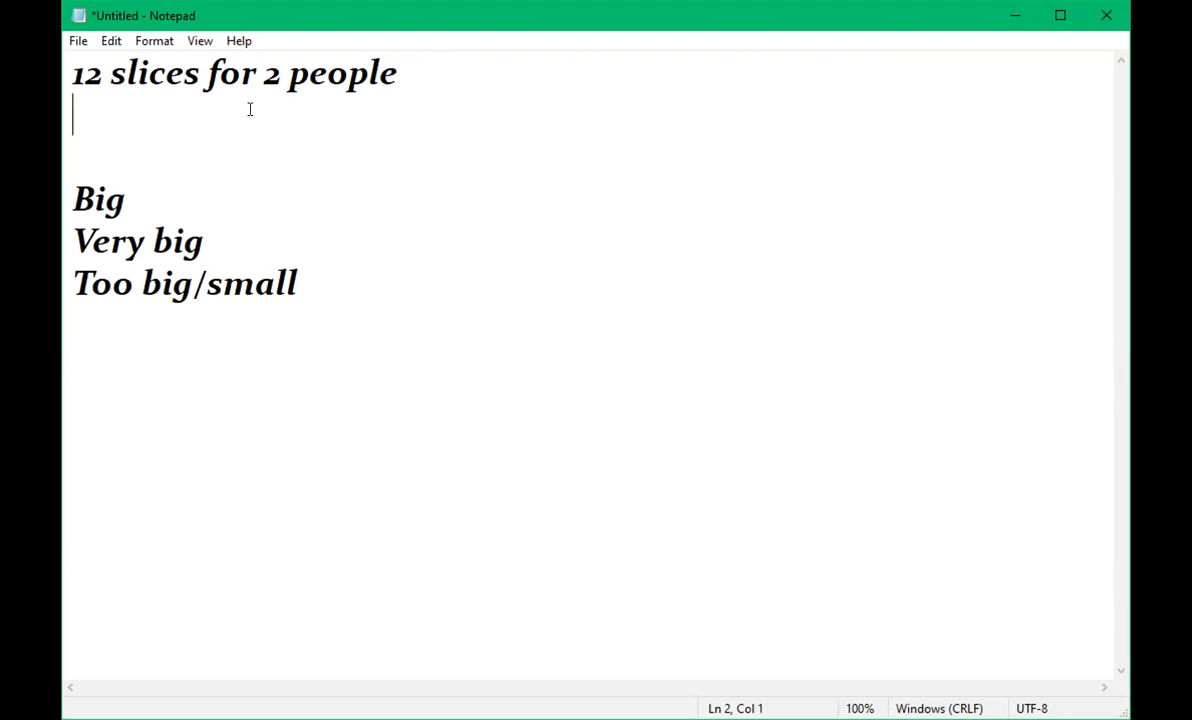 *Untitled - Notepad
File Edit Format View Help
12 slices for 2 people
Big
Very big
Too big/small
Ln 2, Col 1 100% Windows (CRLF) UTF-8